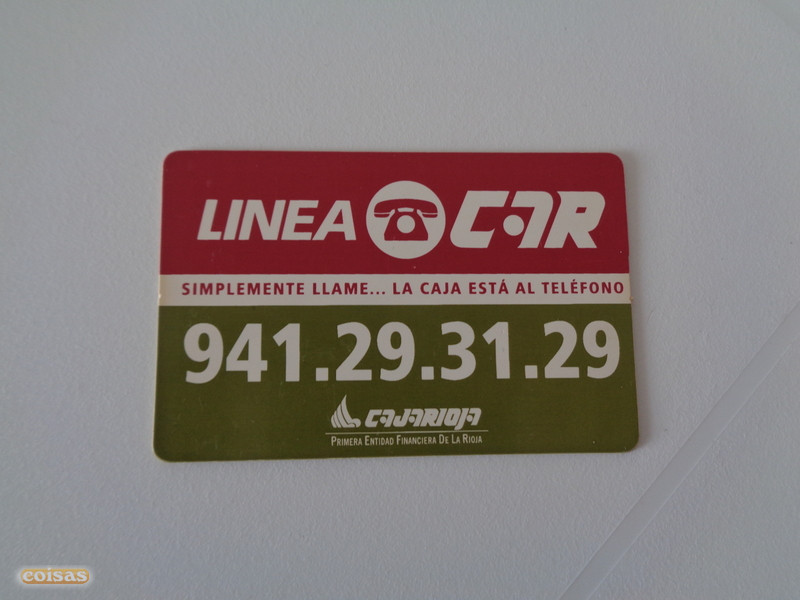 LINEA CAR
SIMPLEMENTE LLAME... LA CAJA ESTÁ AL TELÉFONO
941.29.31.29
CAJARIOJA
PRIMERA ENTIDAD FINANCIERA DE LA RIOJA
coisas